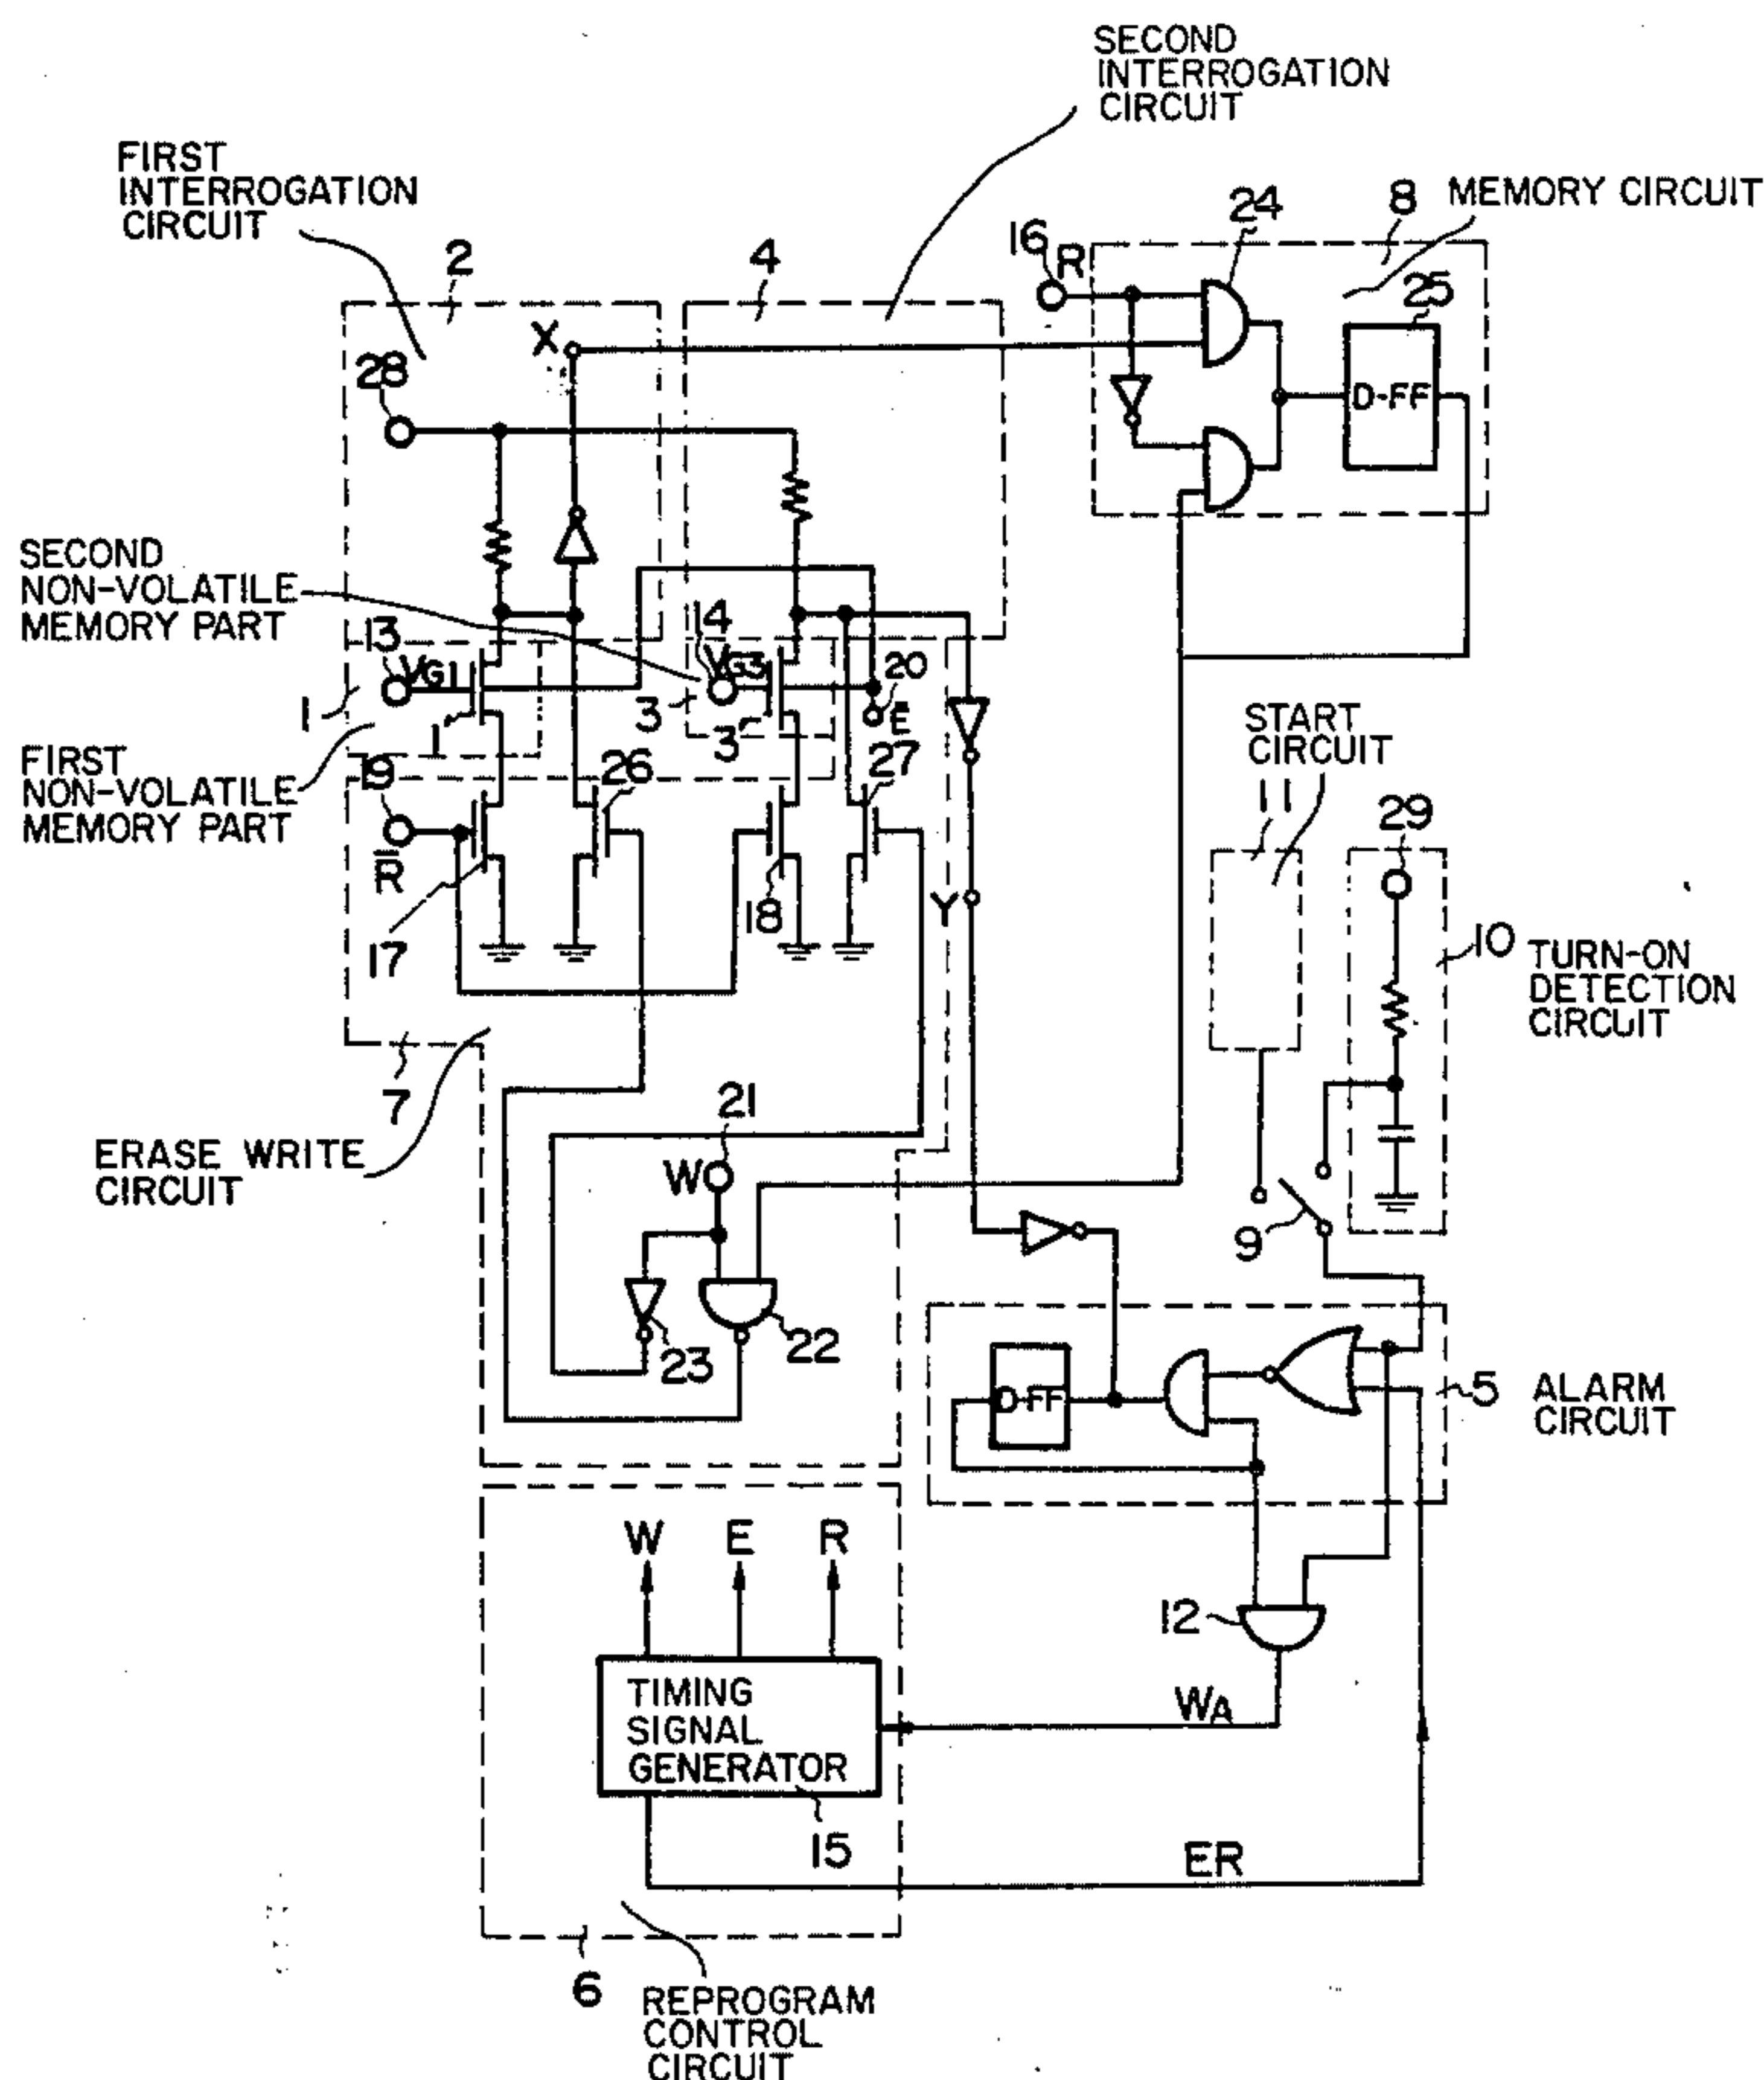 SECOND
INTERROGATION
CIRCUIT
FIRST
INTERROGATION
CIRCUIT
2
4
16
R
24
8
MEMORY CIRCUIT
25
X
28
D-FF
SECOND
NON-VOLATILE
MEMORY PART
13
VG1
14
VG3
20
Ē
1
1
3
3
27
START
CIRCUIT
11
FIRST
NON-VOLATILE
MEMORY PART
19
26
29
R̄
17
18
Y
10
TURN-ON
DETECTION
CIRCUIT
7
ERASE WRITE
CIRCUIT
21
W
9
23
22
D-FF
5
ALARM
CIRCUIT
W
E
R
12
TIMING
SIGNAL
GENERATOR
WA
15
ER
6
REPROGRAM
CONTROL
CIRCUIT